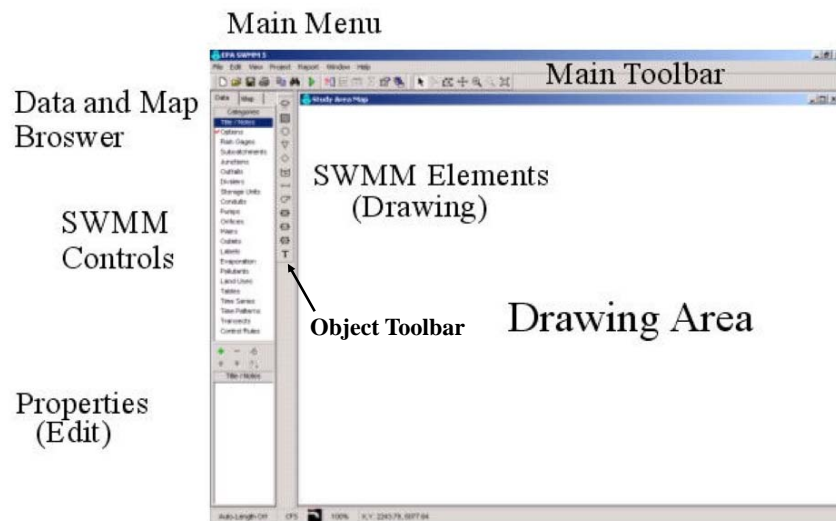 Main Menu
EPA SWMM 5
File Edit View Project Report Window Help
Main Toolbar
Data and Map
Broswer
Data Map
Study Area Map
Categories
Title / Notes
Options
Rain Gages
Subcatchments
Junctions
Outfalls
Dividers
Storage Units
Conduits
Pumps
Orifices
Weirs
Outlets
Labels
Evaporation
Pollutants
Land Uses
Tables
Time Series
Time Patterns
Transects
Control Rules
SWMM Elements
(Drawing)
SWMM
Controls
T
Object Toolbar
Drawing Area
Title / Notes
Properties
(Edit)
Auto-Length: Off CFS 100%